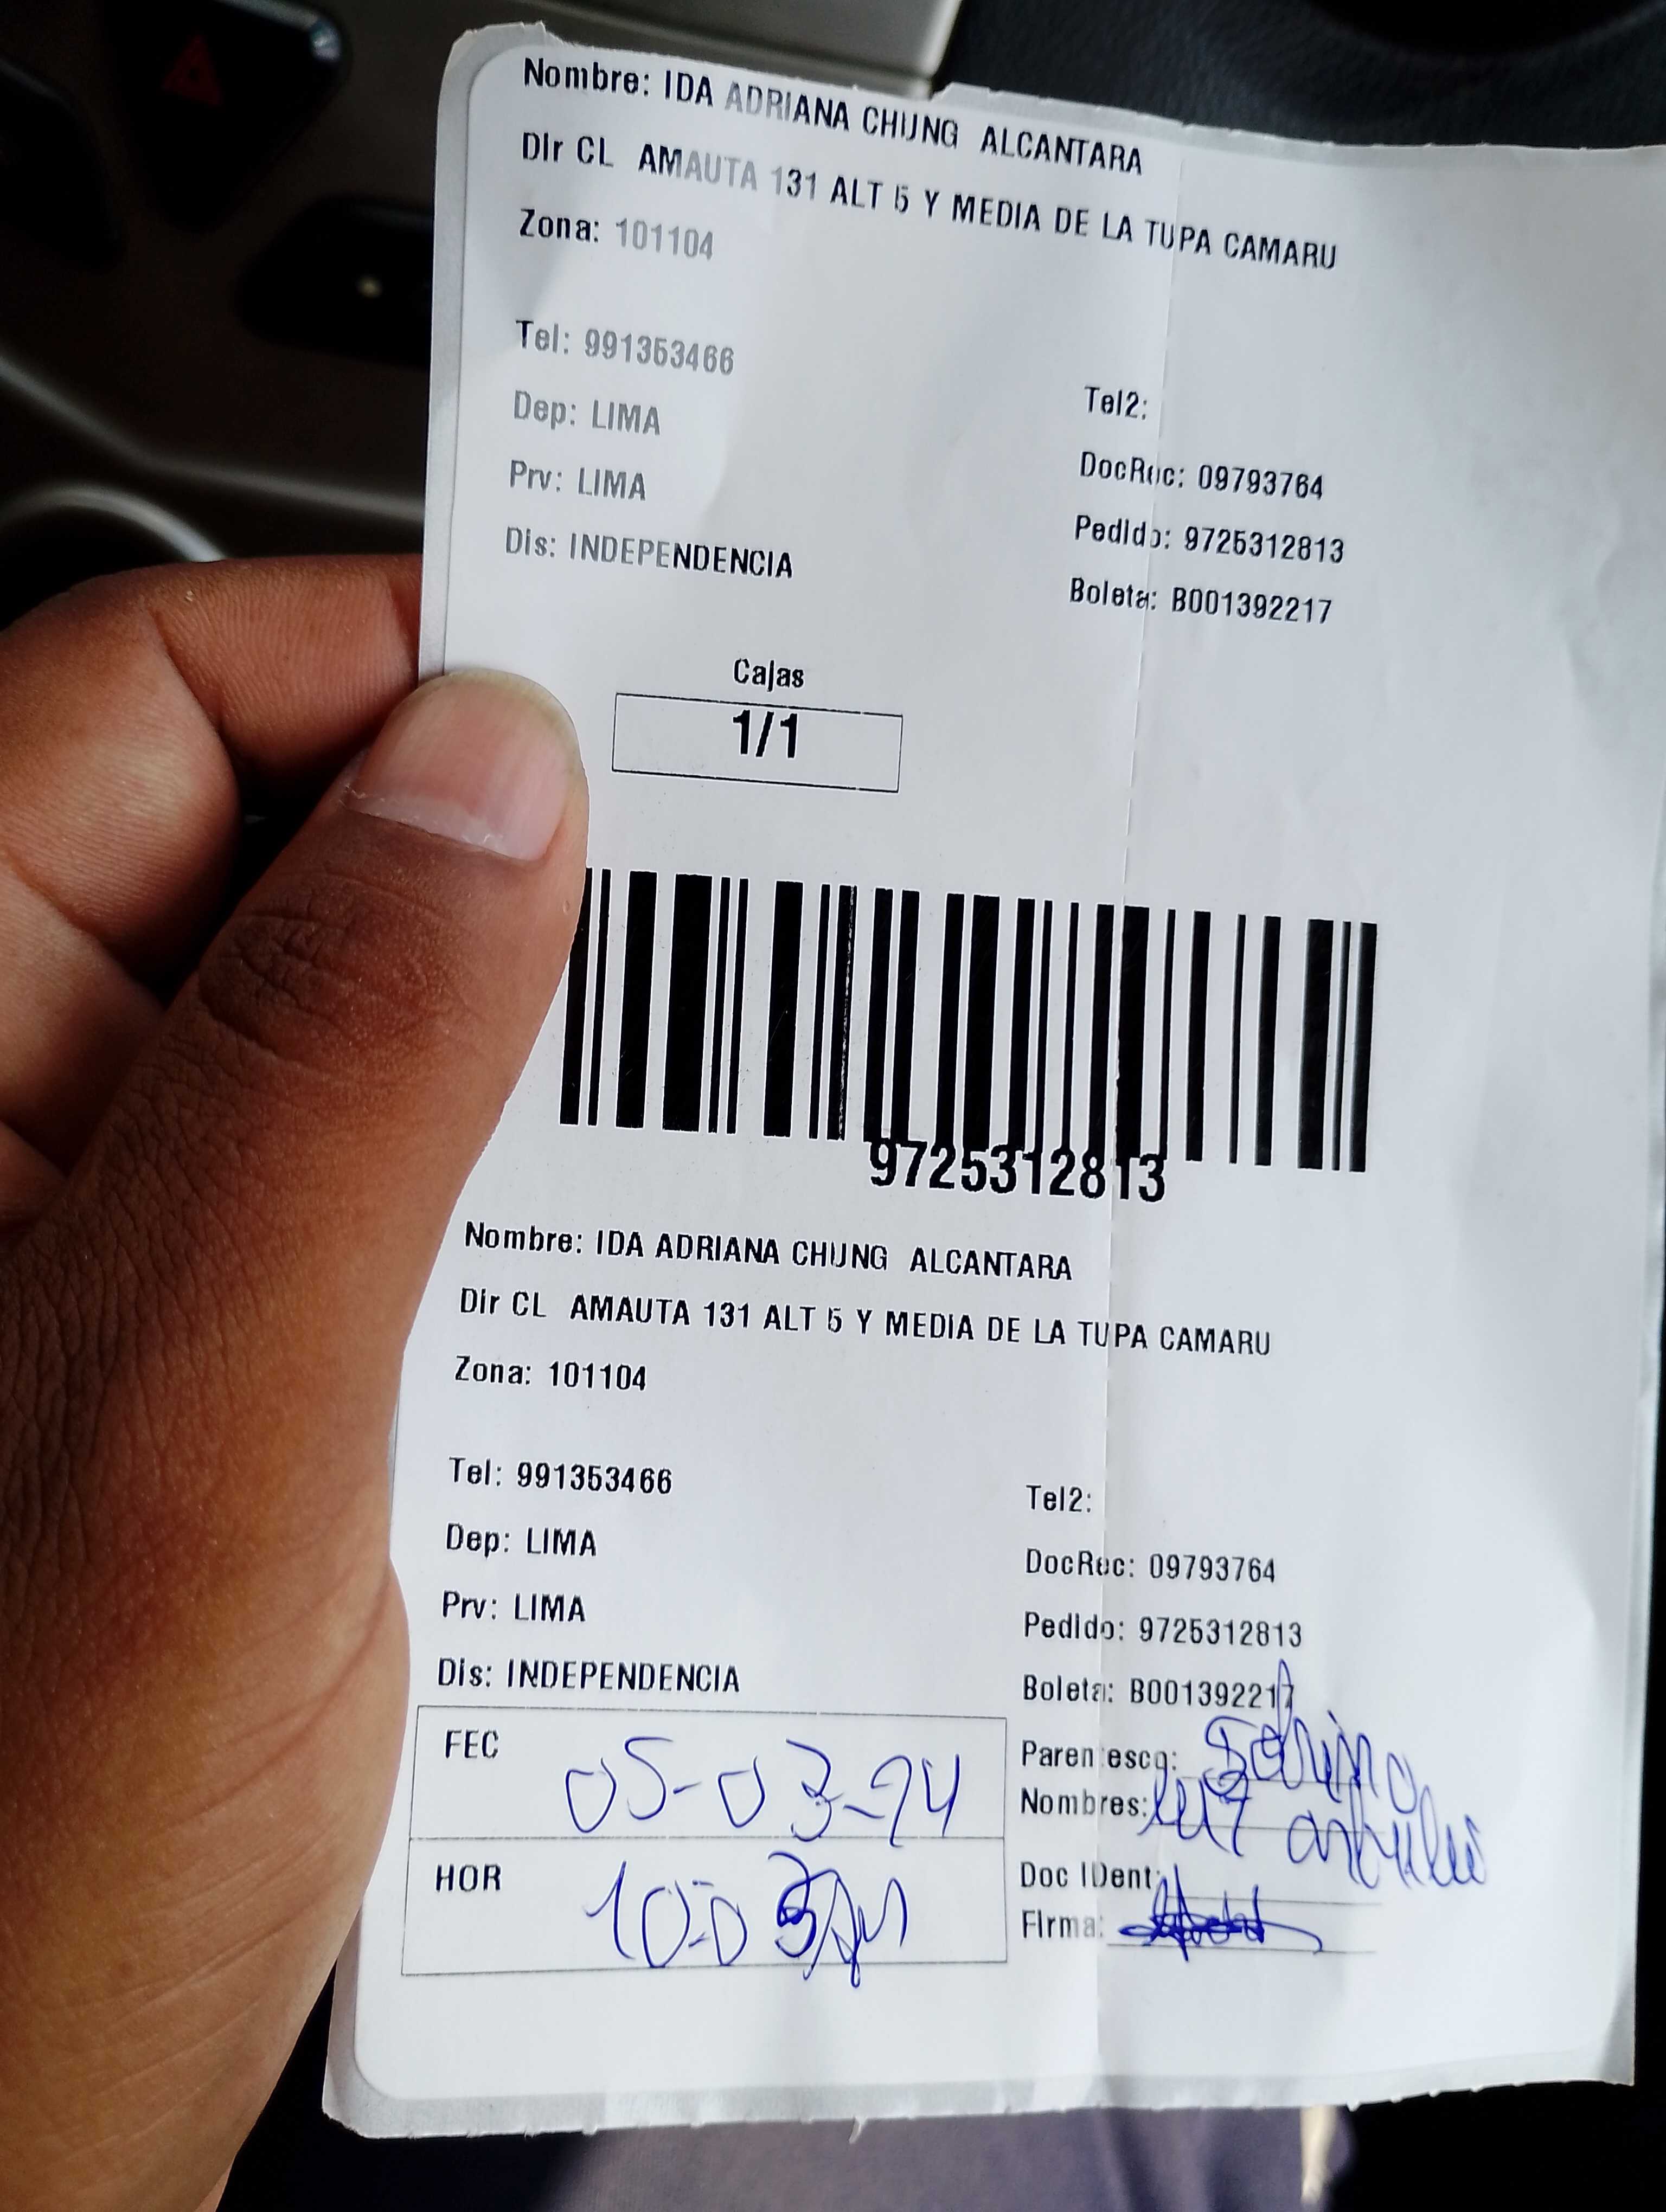 Nombre: IDA ADRIANA CHUNG ALCANTARA
Dir CL AMAUTA 131 ALT 5 Y MEDIA DE LA TUPA CAMARU
Zona: 101104
Tel: 991353466
Tel2:
Dep: LIMA
DocRec: 09793764
Prv: LIMA
Pedido: 9725312813
Dis: INDEPENDENCIA
Boleta: B001392217
Cajas
1/1
9725312813
Nombre: IDA ADRIANA CHUNG ALCANTARA
Dir CL AMAUTA 131 ALT 5 Y MEDIA DE LA TUPA CAMARU
Zona: 101104
Tel: 991353466
Tel2:
Dep: LIMA
DocRec: 09793764
Prv: LIMA
Pedido: 9725312813
Dis: INDEPENDENCIA
Boleta: B001392217
FEC 05-03-24
Parentesco:
Nombres: luz
HOR
Doc IDent:
Firma: